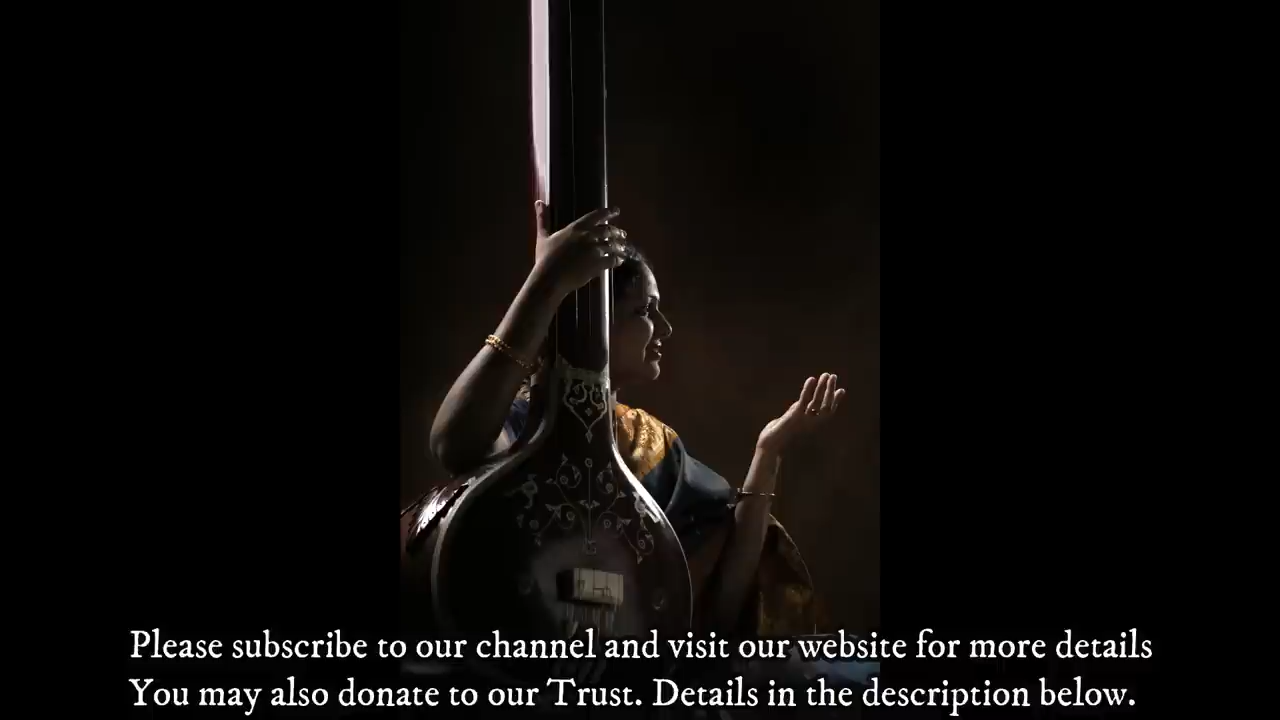 Please subscribe to our channel and visit our website for more details
You may also donate to our Trust. Details in the description below.